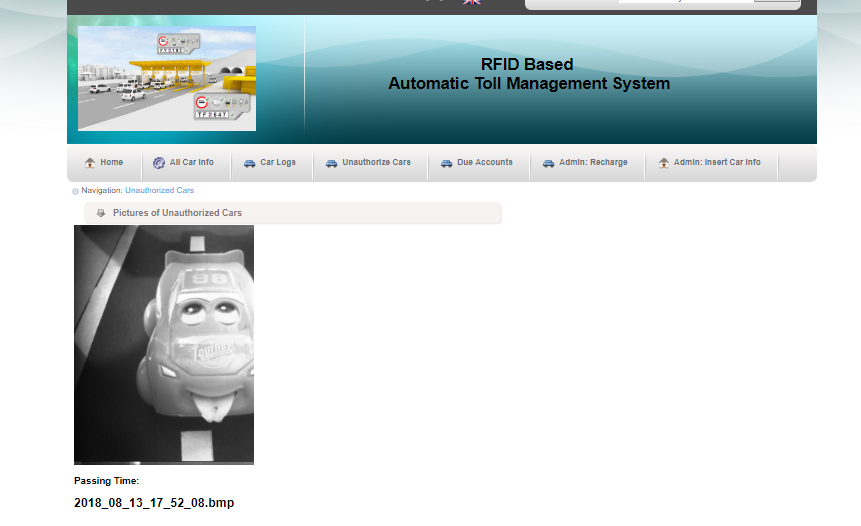 RFID Based
Automatic Toll Management System
Home
All Car Info
Car Logs
Unauthorize Cars
Due Accounts
Admin: Recharge
Admin: Insert Car Info
Navigation: Unauthorized Cars
Pictures of Unauthorized Cars
98
Passing Time:
2018_08_13_17_52_08.bmp